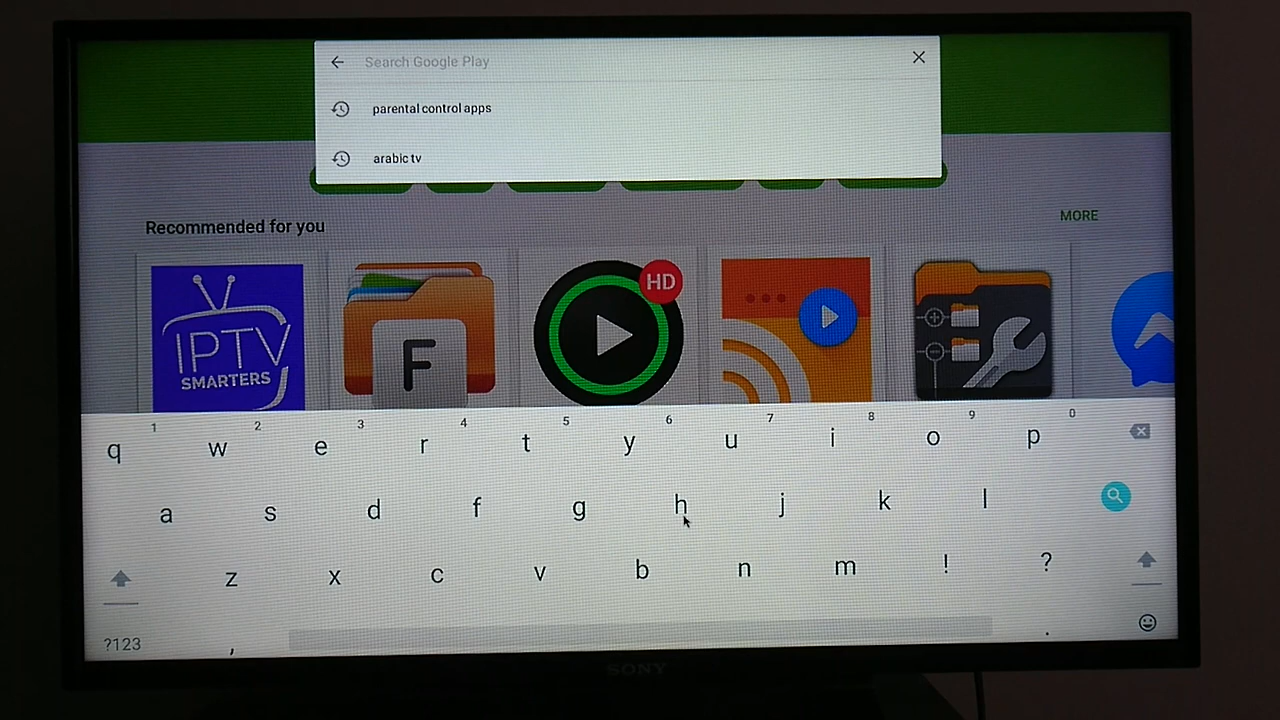 Search Google Play
parental control apps
arabic tv
Recommended for you
MORE
IPTV
SMARTERS
F
HD
1 2 3 4 5 6 7 8 9 0
q w e r t y u i o p
a s d f g h j k l
z x c v b n m ! ?
?123 , .
SONY